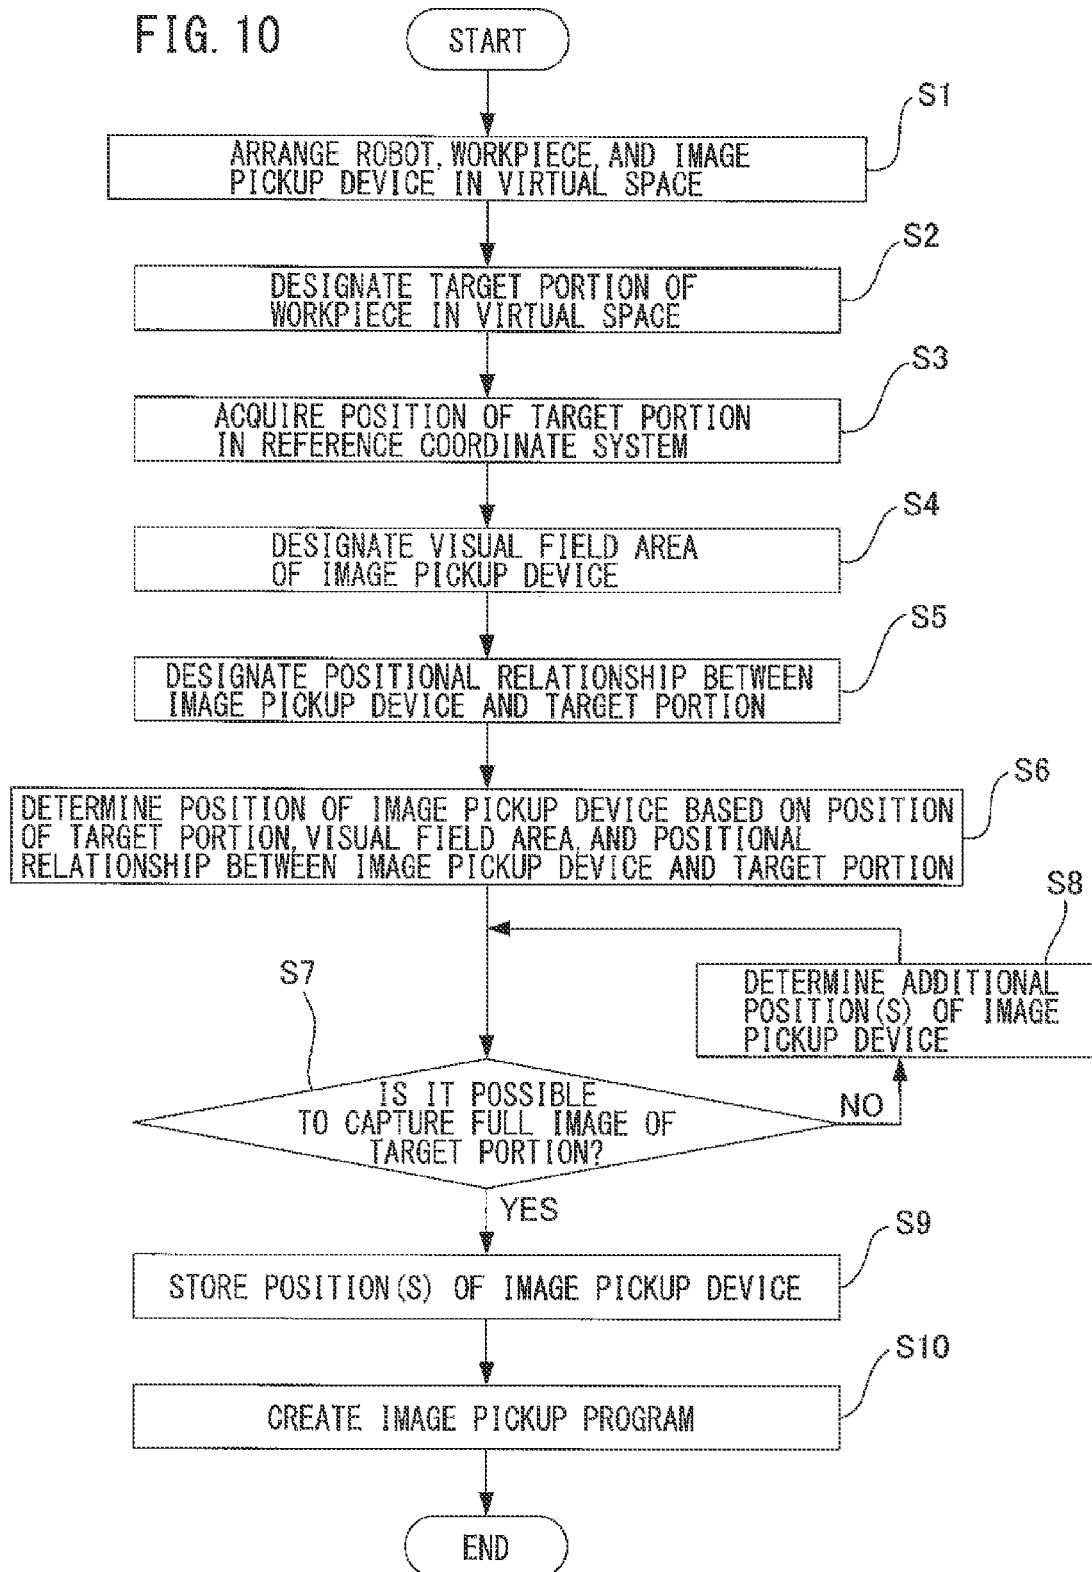 FIG. 10
START
S1
ARRANGE ROBOT, WORKPIECE, AND IMAGE
PICKUP DEVICE, IN VIRTUAL SPACE
S2
DESIGNATE TARGET PORTION OF
WORKPIECE IN VIRTUAL SPACE
S3
ACQUIRE POSITION OF TARGET PORTION
IN REFERENCE COORDINATE SYSTEM
S4
DESIGNATE VISUAL FIELD AREA
OF IMAGE PICKUP DEVICE
S5
DESIGNATE POSITIONAL RELATIONSHIP BETWEEN
IMAGE PICKUP DEVICE AND TARGET PORTION
S6
DETERMINE POSITION OF IMAGE PICKUP DEVICE BASED ON POSITION
OF TARGET PORTION, VISUAL FIELD AREA, AND POSITIONAL
RELATIONSHIP BETWEEN IMAGE PICKUP DEVICE AND TARGET PORTION
S8
DETERMINE ADDITIONAL
POSITION(S) OF IMAGE
PICKUP DEVICE
S7
IS IT POSSIBLE
TO CAPTURE FULL IMAGE OF
TARGET PORTION?
NO
YES
S9
STORE POSITION(S) OF IMAGE PICKUP DEVICE
S10
CREATE IMAGE PICKUP PROGRAM
END